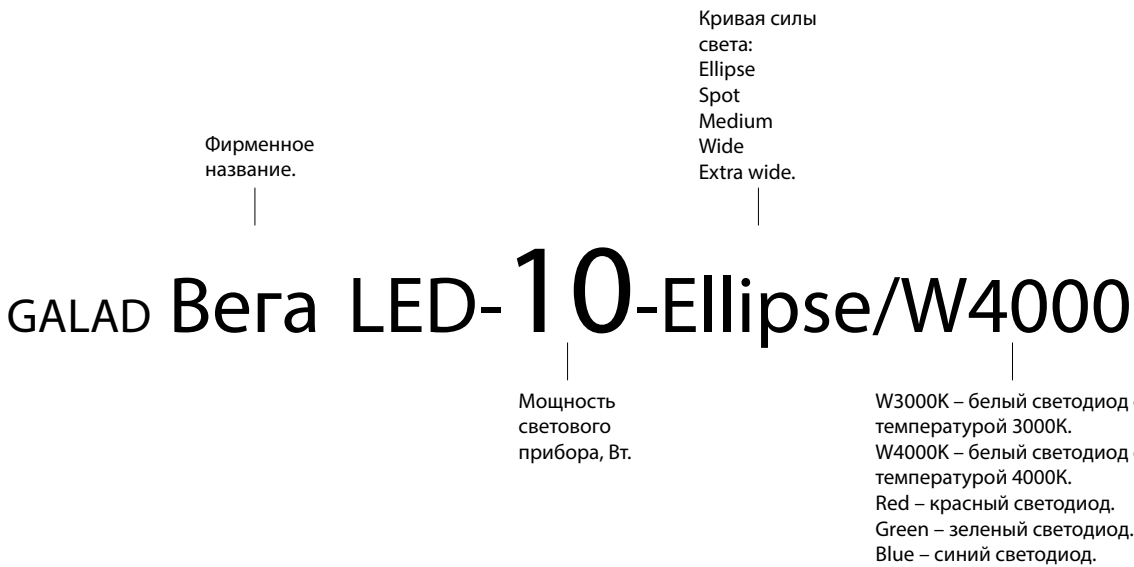 Кривая силы
света:
Ellipse
Spot
Medium
Wide
Extra wide.
Фирменное
название.
GALAD Вега LED-10-Ellipse/W4000
Мощность
светового
прибора, Вт.
W3000K – белый светодиод
температурой 3000К.
W4000K – белый светодиод
температурой 4000К.
Red – красный светодиод.
Green – зеленый светодиод.
Blue – синий светодиод.